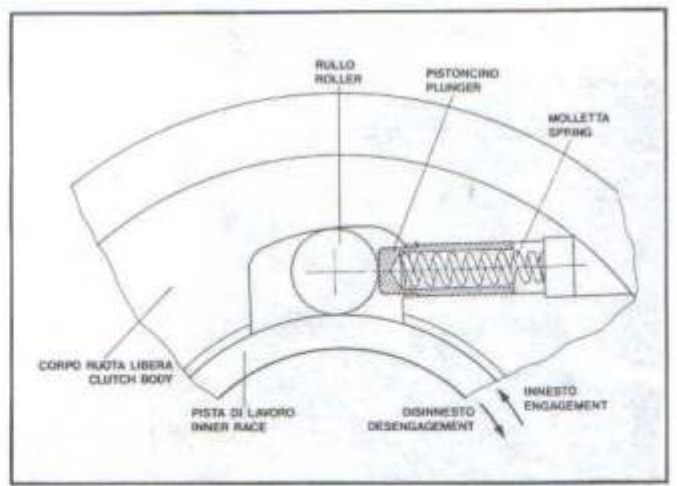 RULLO
ROLLER
PISTONCINO
PLUNGER
MOLLETTA
SPRING
CORPO RUOTA LIBERA
CLUTCH BODY
PISTA DI LAVORO
INNER RACE
DISINNESTO
DESENGAGEMENT
INNESTO
ENGAGEMENT